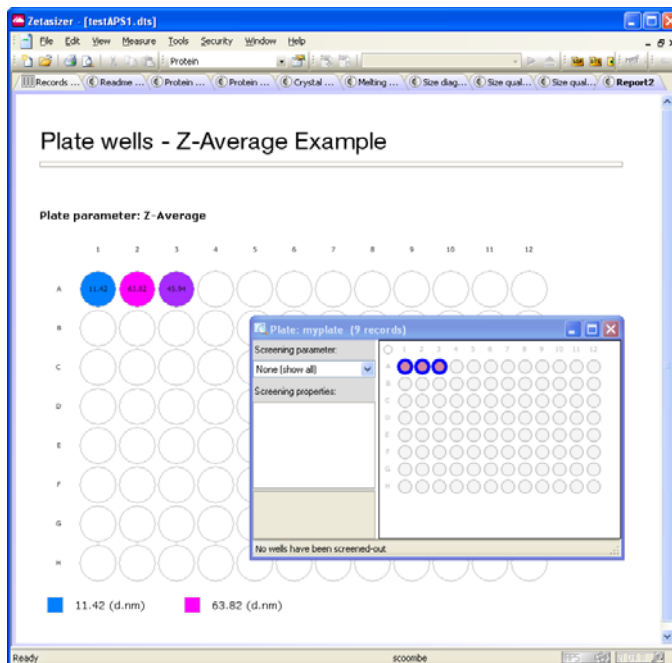 Zetasizer - [testAPS1.dts]
File Edit View Measure Tools Security Window Help
Protein
Records ... Readme ... Protein ... Protein ... Crystal ... Melting ... Size diag... Size qual... Size qual... Report2
Plate wells - Z-Average Example
Plate parameter: Z-Average
1 2 3 4 5 6 7 8 9 10 11 12
A 11.42 63.82
B
C
D
E
F
G
H
11.42 (d.nm) 63.82 (d.nm)
Plate: myplate (9 records)
Screening parameter:
None (show all)
Screening properties:
1 2 3 4 5 6 7 8 9 10 11 12
A
B
C
D
E
F
G
H
No wells have been screened-out
Ready scoombe